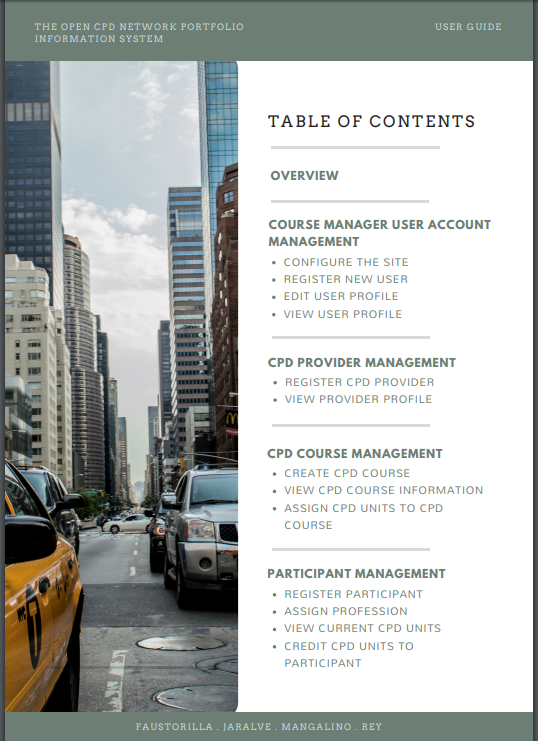 THE OPEN CPD NETWORK PORTFOLIO
INFORMATION SYSTEM
USER GUIDE
TABLE OF CONTENTS
OVERVIEW
COURSE MANAGER USER ACCOUNT
MANAGEMENT
• CONFIGURE THE SITE
• REGISTER NEW USER
• EDIT USER PROFILE
• VIEW USER PROFILE
CPD PROVIDER MANAGEMENT
• REGISTER CPD PROVIDER
• VIEW PROVIDER PROFILE
CPD COURSE MANAGEMENT
• CREATE CPD COURSE
• VIEW CPD COURSE INFORMATION
• ASSIGN CPD UNITS TO CPD
COURSE
PARTICIPANT MANAGEMENT
• REGISTER PARTICIPANT
• ASSIGN PROFESSION
• VIEW CURRENT CPD UNITS
• CREDIT CPD UNITS TO
PARTICIPANT
FAUSTORILLA . JARALVE . MANGALINO . REY